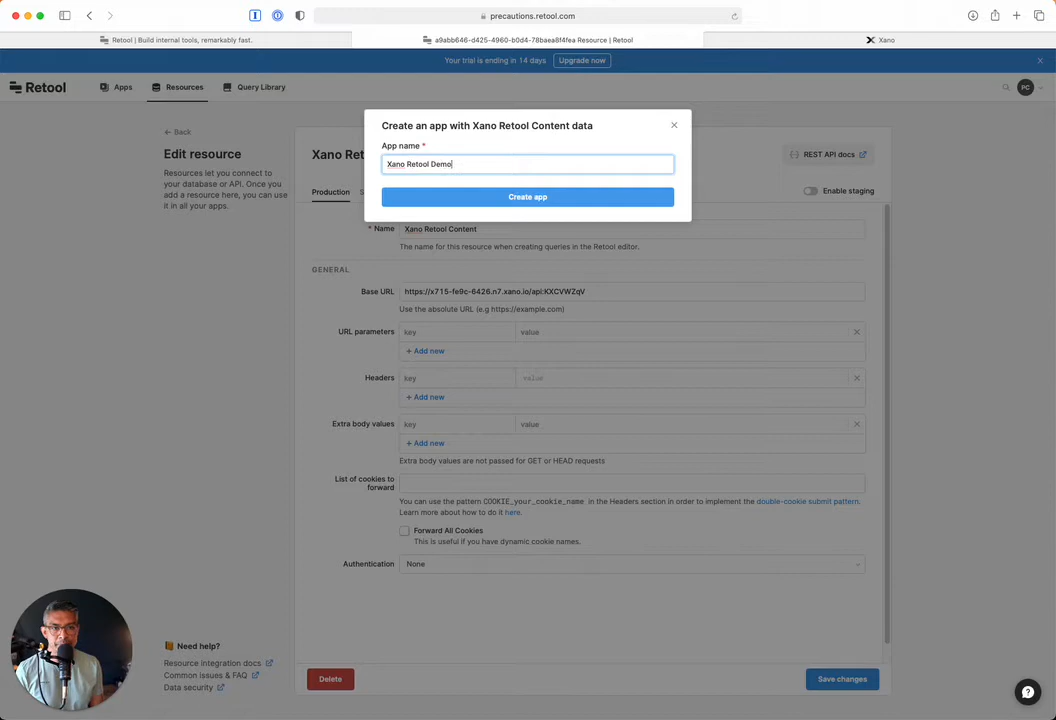 precautions.retool.com
Retool | Build internal tools, remarkably fast.
a9abb646-d425-4960-b0d4-78baea8f4fea Resource | Retool
Xano
Your trial is ending in 14 days
Upgrade now
Retool
Apps
Resources
Query Library
PC
Back
Edit resource
Resources let you connect to
your database or API. Once you
add a resource here, you can use
it in all your apps.
Xano Ret
REST API docs
Production
S
Enable staging
Create an app with Xano Retool Content data
App name *
Xano Retool Demo
Create app
* Name
Xano Retool Content
The name for this resource when creating queries in the Retool editor.
GENERAL
Base URL
https://x715-fe9c-6426.n7.xano.io/api:KXCVWZqV
Use the absolute URL (e.g https://example.com)
URL parameters
key
value
+ Add new
Headers
key
value
+ Add new
Extra body values
key
value
+ Add new
Extra body values are not passed for GET or HEAD requests
List of cookies to
forward
You can use the pattern COOKIE_your_cookie_name in the Headers section in order to implement the double-cookie submit pattern.
Learn more about how to do it here.
Forward All Cookies
This is useful if you have dynamic cookie names.
Authentication
None
Need help?
Resource integration docs
Common issues & FAQ
Data security
Delete
Save changes